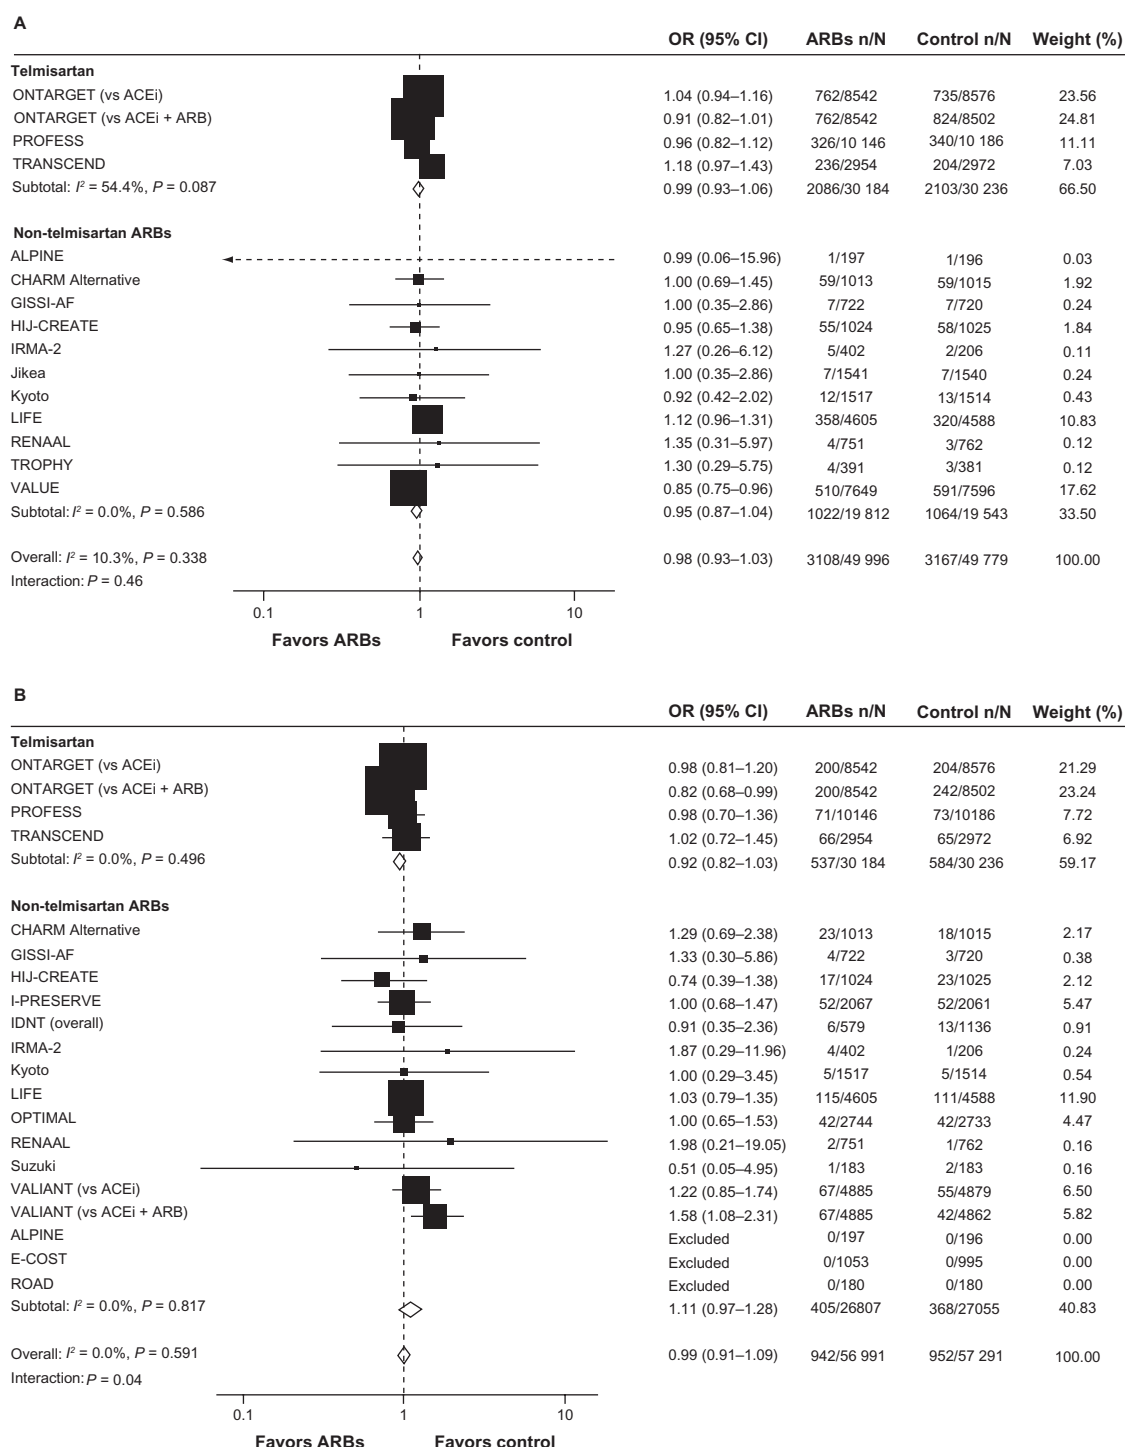 A
OR (95% CI) ARBs n/N Control n/N Weight (%)
Telmisartan
ONTARGET (vs ACEi) 1.04 (0.94–1.16) 762/8542 735/8576 23.56
ONTARGET (vs ACEi + ARB) 0.91 (0.82–1.01) 762/8542 824/8502 24.81
PROFESS 0.96 (0.82–1.12) 326/10 146 340/10 186 11.11
TRANSCEND 1.18 (0.97–1.43) 236/2954 204/2972 7.03
Subtotal: I² = 54.4%, P = 0.087 0.99 (0.93–1.06) 2086/30 184 2103/30 236 66.50
Non-telmisartan ARBs
ALPINE 0.99 (0.06–15.96) 1/197 1/196 0.03
CHARM Alternative 1.00 (0.69–1.45) 59/1013 59/1015 1.92
GISSI-AF 1.00 (0.35–2.86) 7/722 7/720 0.24
HIJ-CREATE 0.95 (0.65–1.38) 55/1024 58/1025 1.84
IRMA-2 1.27 (0.26–6.12) 5/402 2/206 0.11
Jikea 1.00 (0.35–2.86) 7/1541 7/1540 0.24
Kyoto 0.92 (0.42–2.02) 12/1517 13/1514 0.43
LIFE 1.12 (0.96–1.31) 358/4605 320/4588 10.83
RENAAL 1.35 (0.31–5.97) 4/751 3/762 0.12
TROPHY 1.30 (0.29–5.75) 4/391 3/381 0.12
VALUE 0.85 (0.75–0.96) 510/7649 591/7596 17.62
Subtotal: I² = 0.0%, P = 0.586 0.95 (0.87–1.04) 1022/19 812 1064/19 543 33.50
Overall: I² = 10.3%, P = 0.338 0.98 (0.93–1.03) 3108/49 996 3167/49 779 100.00
Interaction: P = 0.46
0.1 1 10
Favors ARBs Favors control
B
OR (95% CI) ARBs n/N Control n/N Weight (%)
Telmisartan
ONTARGET (vs ACEi) 0.98 (0.81–1.20) 200/8542 204/8576 21.29
ONTARGET (vs ACEi + ARB) 0.82 (0.68–0.99) 200/8542 242/8502 23.24
PROFESS 0.98 (0.70–1.36) 71/10146 73/10186 7.72
TRANSCEND 1.02 (0.72–1.45) 66/2954 65/2972 6.92
Subtotal: I² = 0.0%, P = 0.496 0.92 (0.82–1.03) 537/30 184 584/30 236 59.17
Non-telmisartan ARBs
CHARM Alternative 1.29 (0.69–2.38) 23/1013 18/1015 2.17
GISSI-AF 1.33 (0.30–5.86) 4/722 3/720 0.38
HIJ-CREATE 0.74 (0.39–1.38) 17/1024 23/1025 2.12
I-PRESERVE 1.00 (0.68–1.47) 52/2067 52/2061 5.47
IDNT (overall) 0.91 (0.35–2.36) 6/579 13/1136 0.91
IRMA-2 1.87 (0.29–11.96) 4/402 1/206 0.24
Kyoto 1.00 (0.29–3.45) 5/1517 5/1514 0.54
LIFE 1.03 (0.79–1.35) 115/4605 111/4588 11.90
OPTIMAL 1.00 (0.65–1.53) 42/2744 42/2733 4.47
RENAAL 1.98 (0.21–19.05) 2/751 1/762 0.16
Suzuki 0.51 (0.05–4.95) 1/183 2/183 0.16
VALIANT (vs ACEi) 1.22 (0.85–1.74) 67/4885 55/4879 6.50
VALIANT (vs ACEi + ARB) 1.58 (1.08–2.31) 67/4885 42/4862 5.82
ALPINE Excluded 0/197 0/196 0.00
E-COST Excluded 0/1053 0/995 0.00
ROAD Excluded 0/180 0/180 0.00
Subtotal: I² = 0.0%, P = 0.817 1.11 (0.97–1.28) 405/26807 368/27055 40.83
Overall: I² = 0.0%, P = 0.591 0.99 (0.91–1.09) 942/56 991 952/57 291 100.00
Interaction: P = 0.04
0.1 1 10
Favors ARBs Favors control